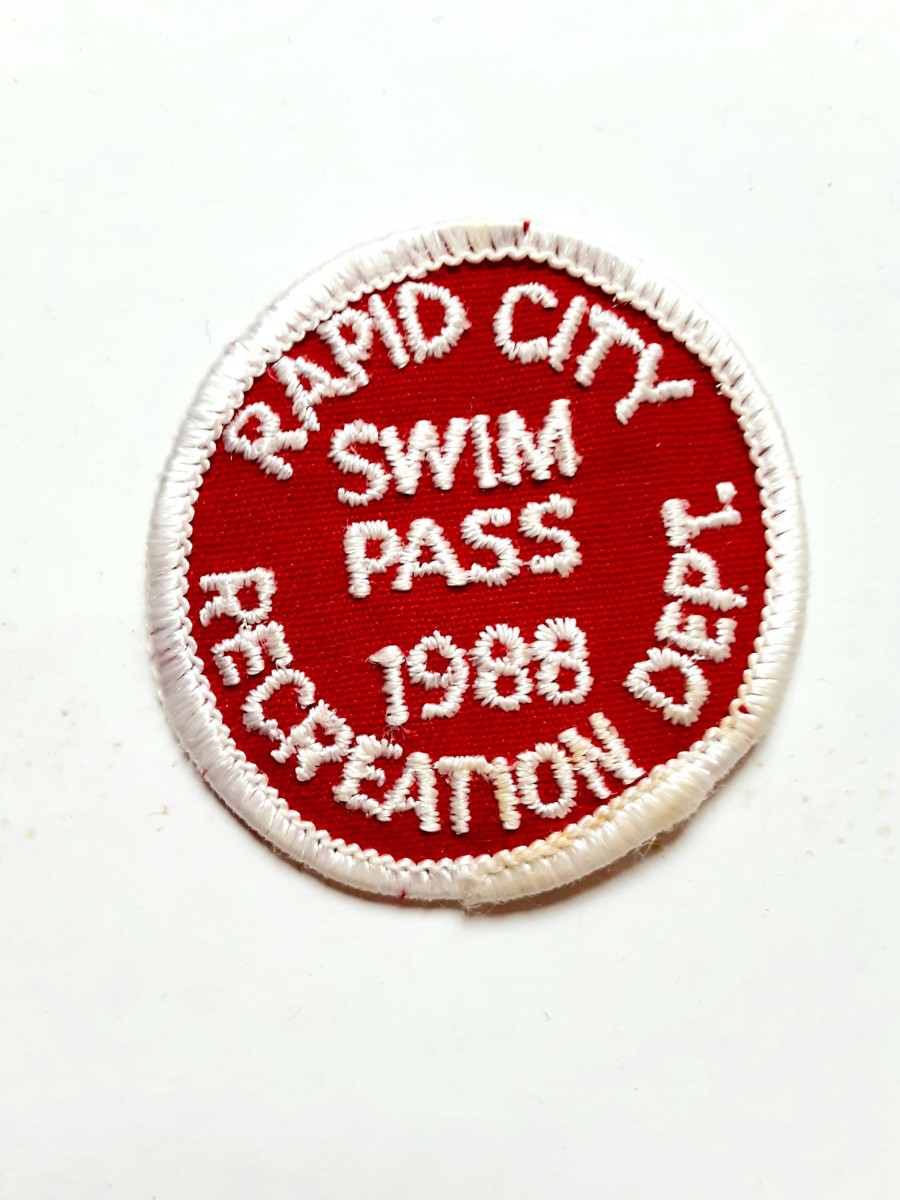 RAPID CITY
SWIM
PASS
1988
RECREATION DEPT.